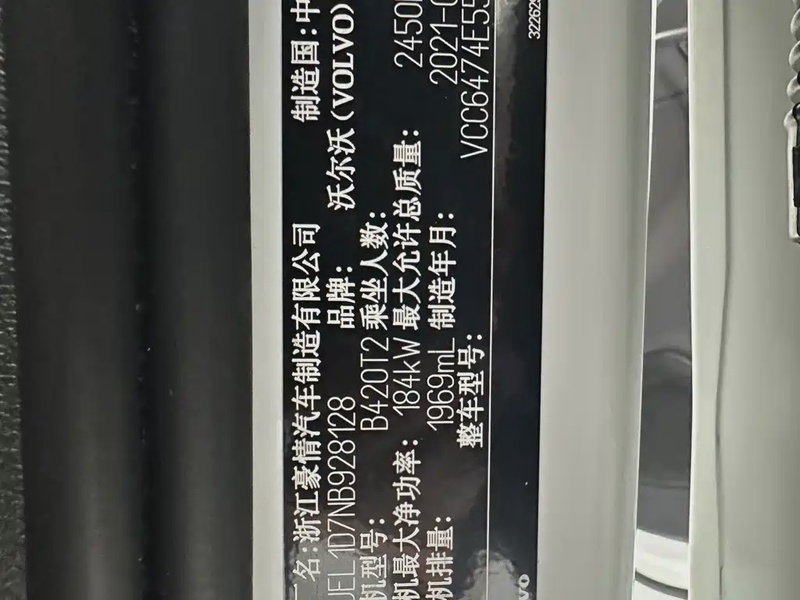 名:浙江豪情汽车制造有限公司 制造国:中
1D7NB928128 品牌: 沃尔沃(VOLVO)
机型号: B420T2 乘坐人数:
机最大净功率: 184kW 最大允许总质量: 2450
机排量: 1969mL 制造年月: 2021-0
整车型号: VCC6474E55
322629